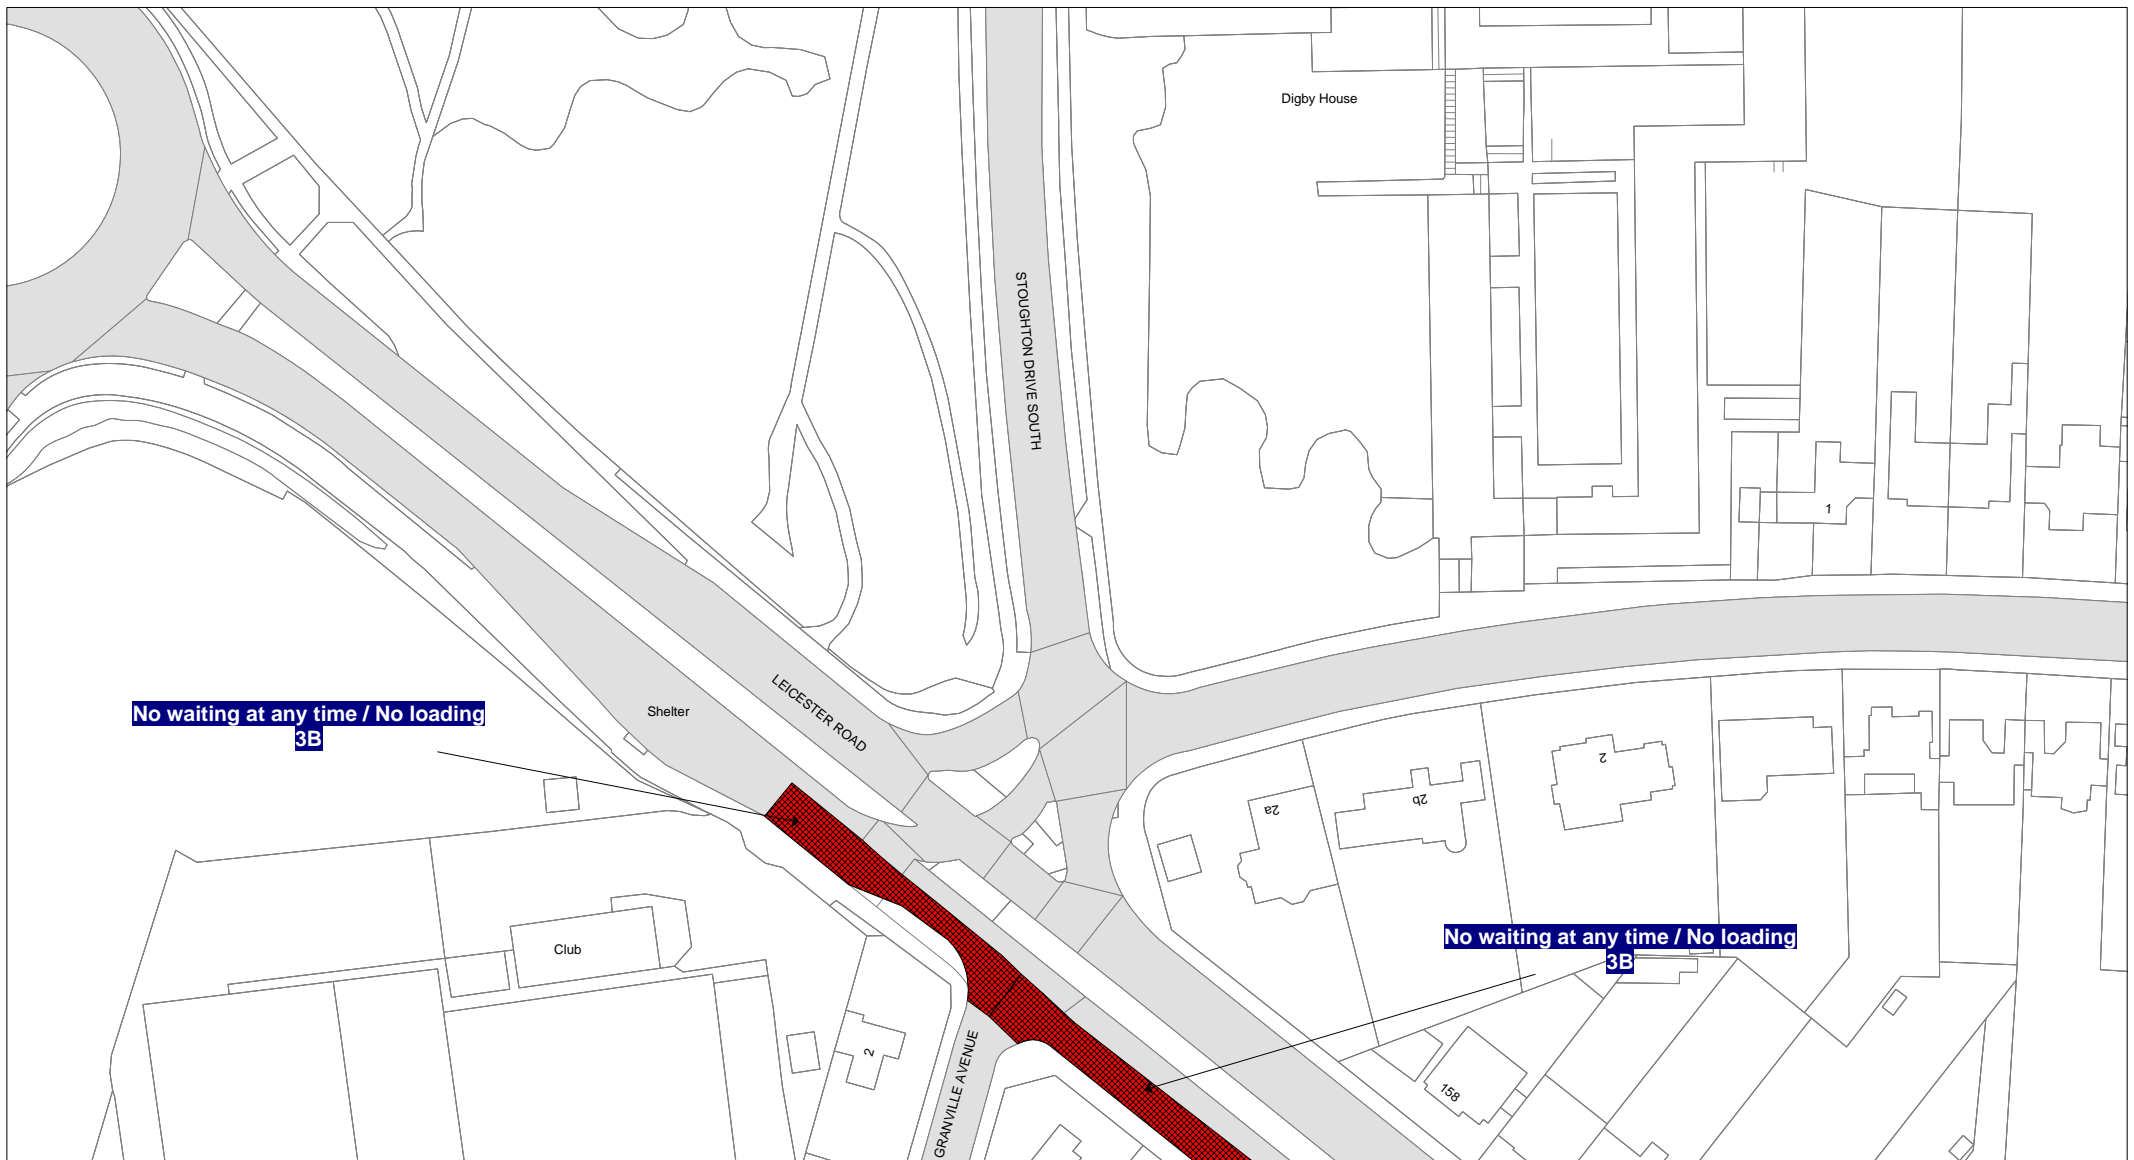 Digby House
STOUGHTON DRIVE SOUTH
1
No waiting at any time / No loading
3B
Shelter
LEICESTER ROAD
2
2b
2a
Club
No waiting at any time / No loading
3B
2
GRANVILLE AVENUE
158